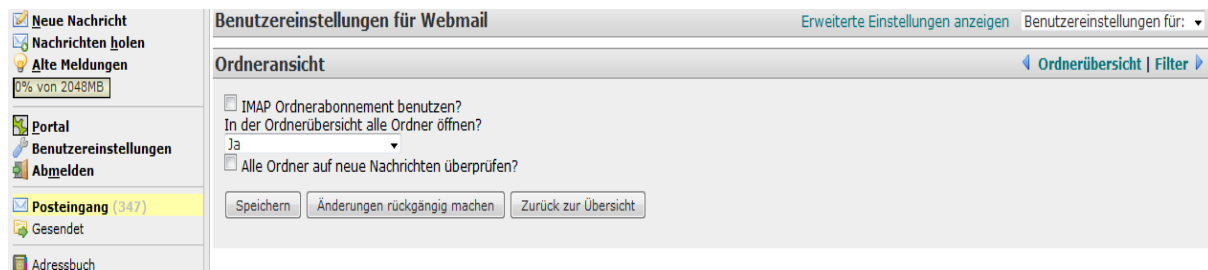 Neue Nachricht
Nachrichten holen
Alte Meldungen
0% von 2048MB
Portal
Benutzereinstellungen
Abmelden
Posteingang (347)
Gesendet
Adressbuch
Benutzereinstellungen für Webmail
Erweiterte Einstellungen anzeigen Benutzereinstellungen für:
Ordneransicht
Ordnerübersicht | Filter
IMAP Ordnerabonnement benutzen?
In der Ordnerübersicht alle Ordner öffnen?
Ja
Alle Ordner auf neue Nachrichten überprüfen?
Speichern Änderungen rückgängig machen Zurück zur Übersicht